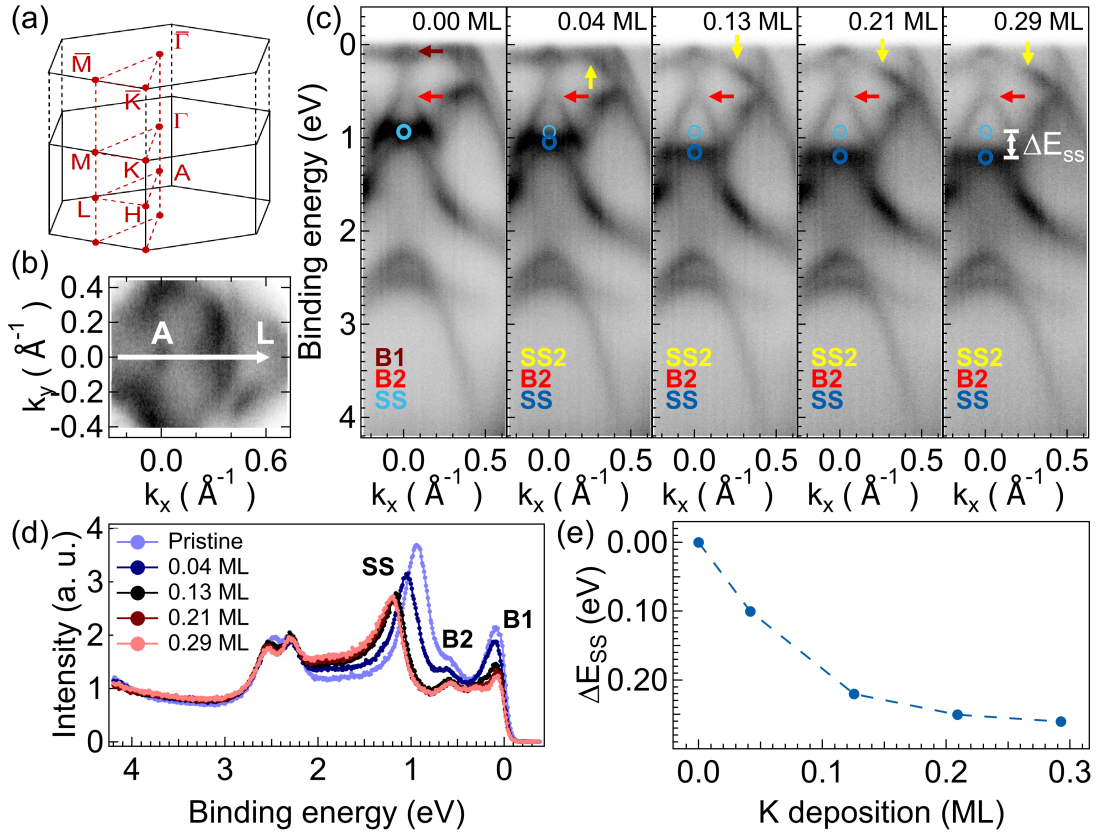 (a)
Γ̅
M̅
K̅
Γ
M
K
A
L
H
(b)
0.4
0.2
0.0
-0.2
-0.4
k_y ( Å⁻¹)
A
L
0.0
0.6
k_x ( Å⁻¹)
(c)
0.00 ML
0.04 ML
0.13 ML
0.21 ML
0.29 ML
0
1
2
3
4
Binding energy (eV)
ΔE_SS
B1
B2
SS
SS2
B2
SS
SS2
B2
SS
SS2
B2
SS
SS2
B2
SS
0.0 0.5
0.0 0.5
0.0 0.5
0.0 0.5
0.0 0.5
k_x ( Å⁻¹)
k_x ( Å⁻¹)
k_x ( Å⁻¹)
k_x ( Å⁻¹)
k_x ( Å⁻¹)
(d)
4
3
2
1
0
Intensity (a. u.)
Pristine
0.04 ML
0.13 ML
0.21 ML
0.29 ML
SS
B2
B1
4 3 2 1 0
Binding energy (eV)
(e)
0.00
0.10
0.20
ΔE_SS (eV)
0.0 0.1 0.2 0.3
K deposition (ML)